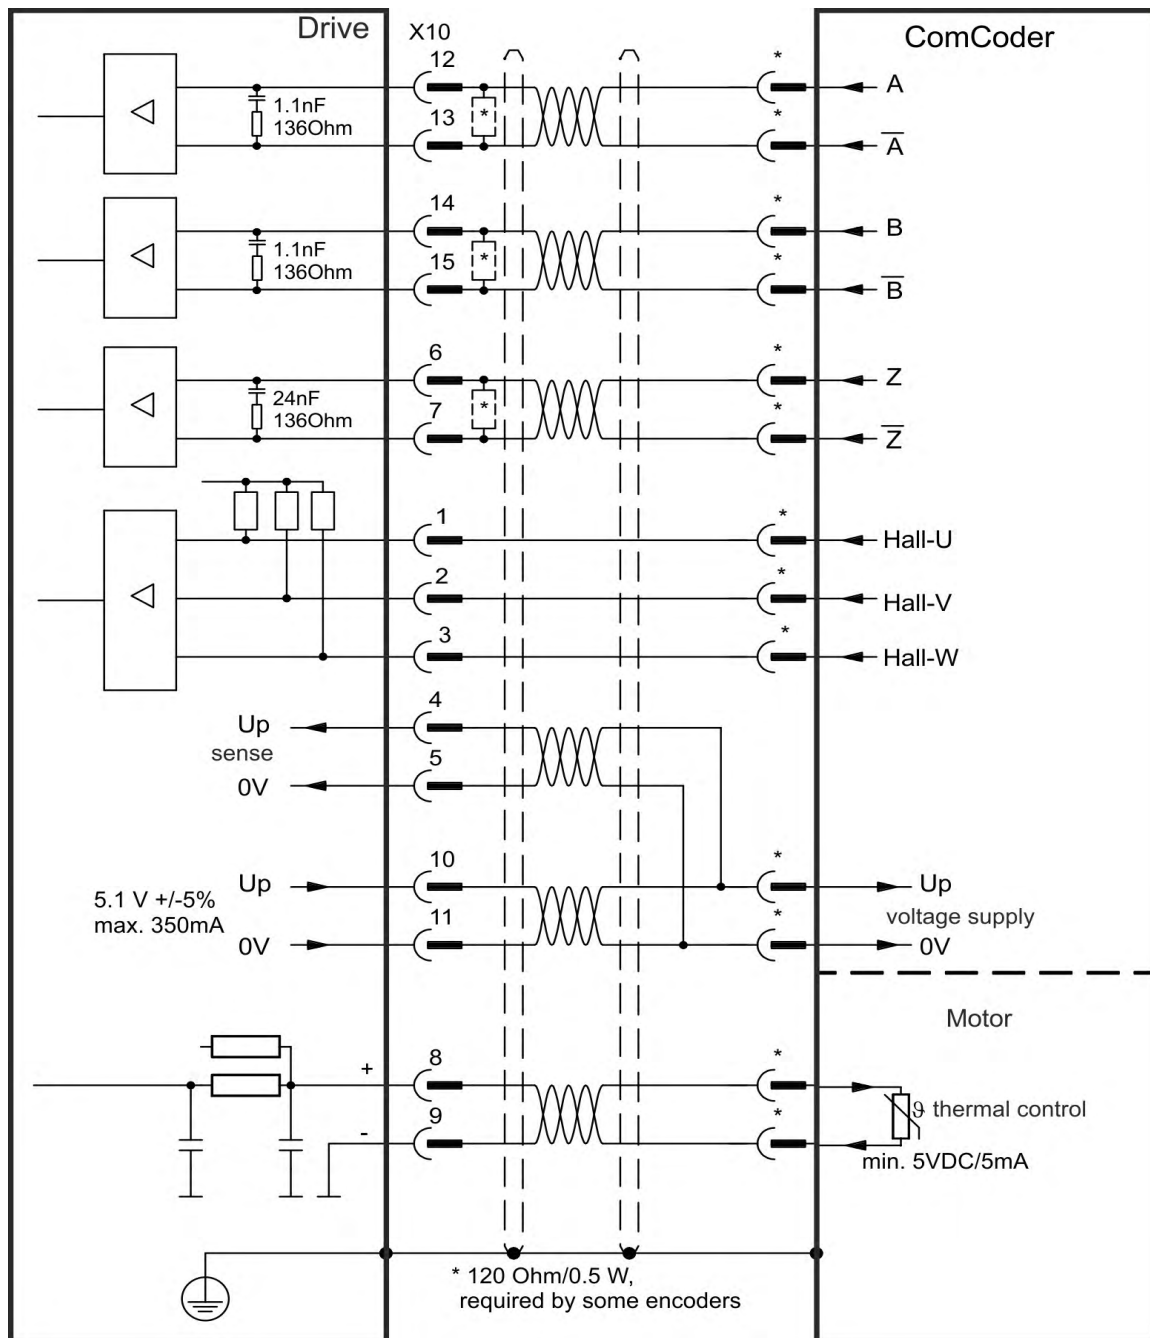 Drive
X10
ComCoder
12 * A
1.1nF
136Ohm
*
13 * A
14 * B
1.1nF
136Ohm
*
15 * B
6 * Z
24nF
136Ohm
*
7 * Z
1 * Hall-U
2 * Hall-V
3 * Hall-W
Up 4
sense
0V 5
5.1 V +/-5%
max. 350mA
Up 10 * Up
voltage supply
0V 11 * 0V
Motor
+ 8 *
ϑ thermal control
- 9 *
min. 5VDC/5mA
* 120 Ohm/0.5 W,
required by some encoders